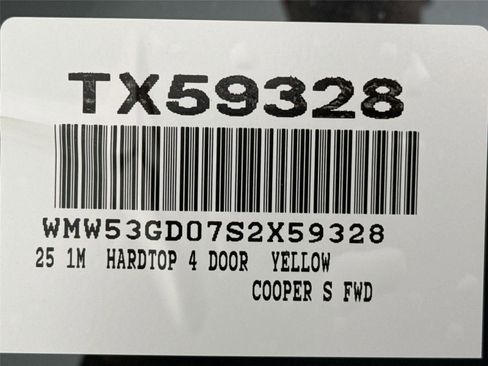 TX59328
WMW53GD07S2X59328
25 1M HARDTOP 4 DOOR YELLOW
COOPER S FWD